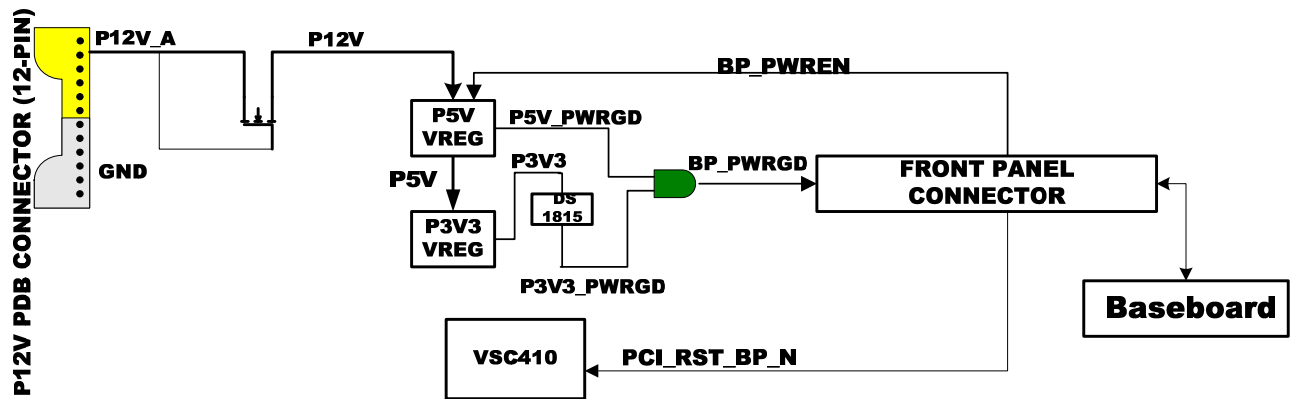 P12V PDB CONNECTOR (12-PIN)
P12V_A
P12V
GND
BP_PWREN
P5V
VREG
P5V_PWRGD
P5V
P3V3
P3V3
VREG
DS
1815
P3V3_PWRGD
BP_PWRGD
FRONT PANEL
CONNECTOR
Baseboard
VSC410
PCI_RST_BP_N